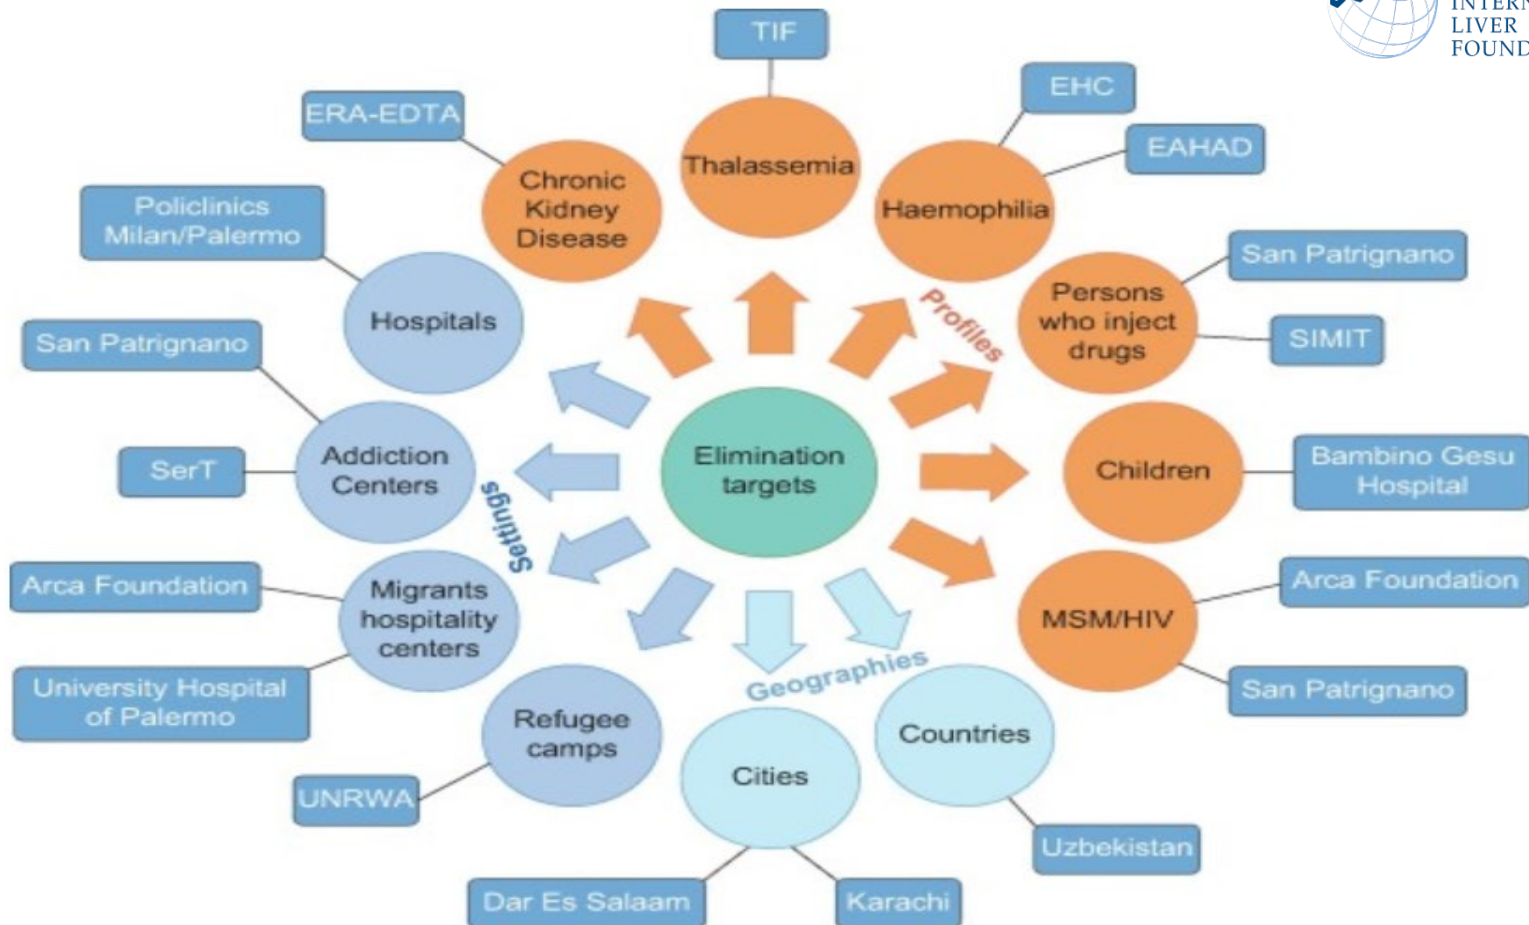 INTERN
LIVER
FOUND
TIF
EHC
ERA-EDTA
EAHAD
Thalassemia
Chronic
Kidney
Disease
Haemophilia
Policlinics
Milan/Palermo
San Patrignano
Hospitals
Profiles
Persons
who inject
drugs
SIMIT
San Patrignano
Addiction
Centers
SerT
Settings
Elimination
targets
Children
Bambino Gesu
Hospital
Arca Foundation
Migrants
hospitality
centers
University Hospital
of Palermo
MSM/HIV
Arca Foundation
San Patrignano
Geographies
Refugee
camps
UNRWA
Cities
Countries
Uzbekistan
Dar Es Salaam
Karachi